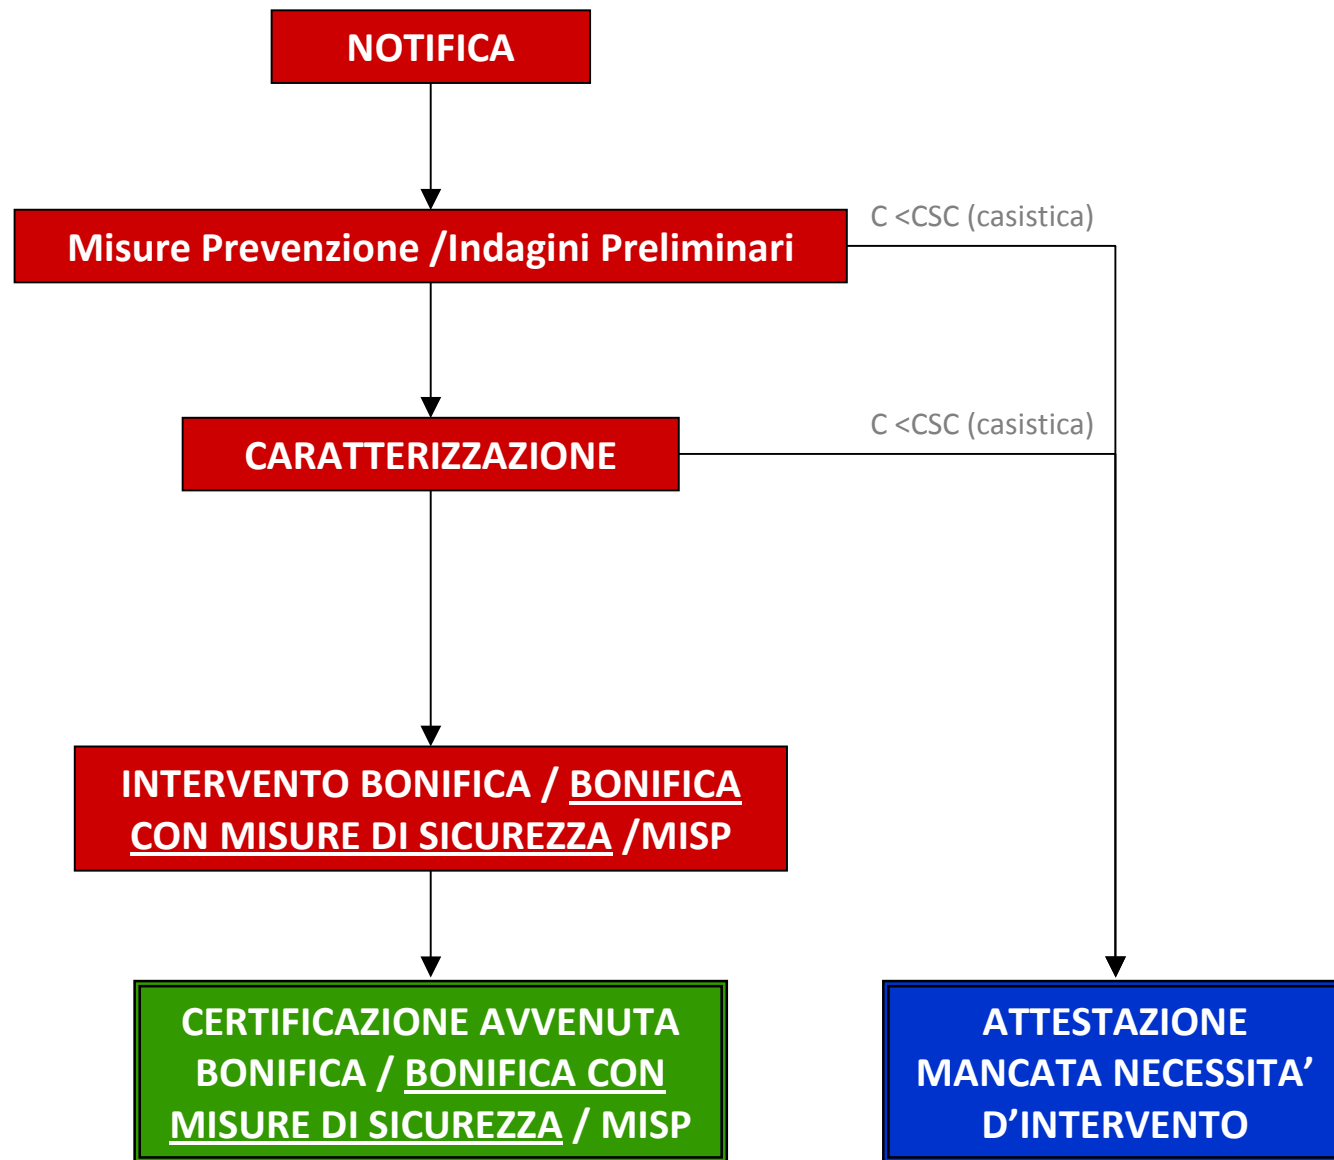 NOTIFICA
C <CSC (casistica)
Misure Prevenzione /Indagini Preliminari
C <CSC (casistica)
CARATTERIZZAZIONE
INTERVENTO BONIFICA / BONIFICA
CON MISURE DI SICUREZZA /MISP
CERTIFICAZIONE AVVENUTA
BONIFICA / BONIFICA CON
MISURE DI SICUREZZA / MISP
ATTESTAZIONE
MANCATA NECESSITA’
D’INTERVENTO